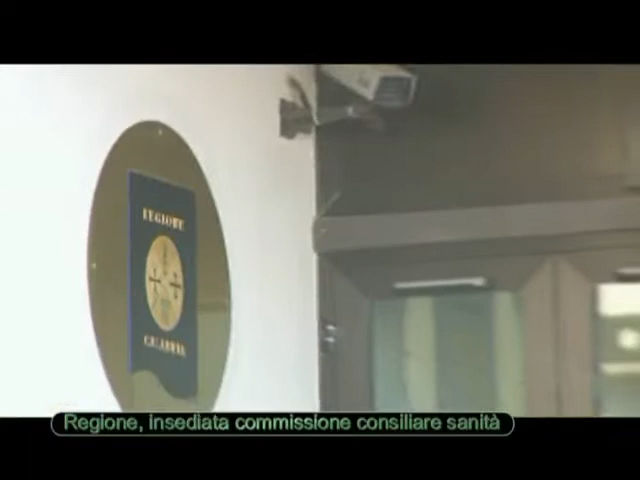 REGIONE
CALABRIA
Regione, insediata commissione consiliare sanità